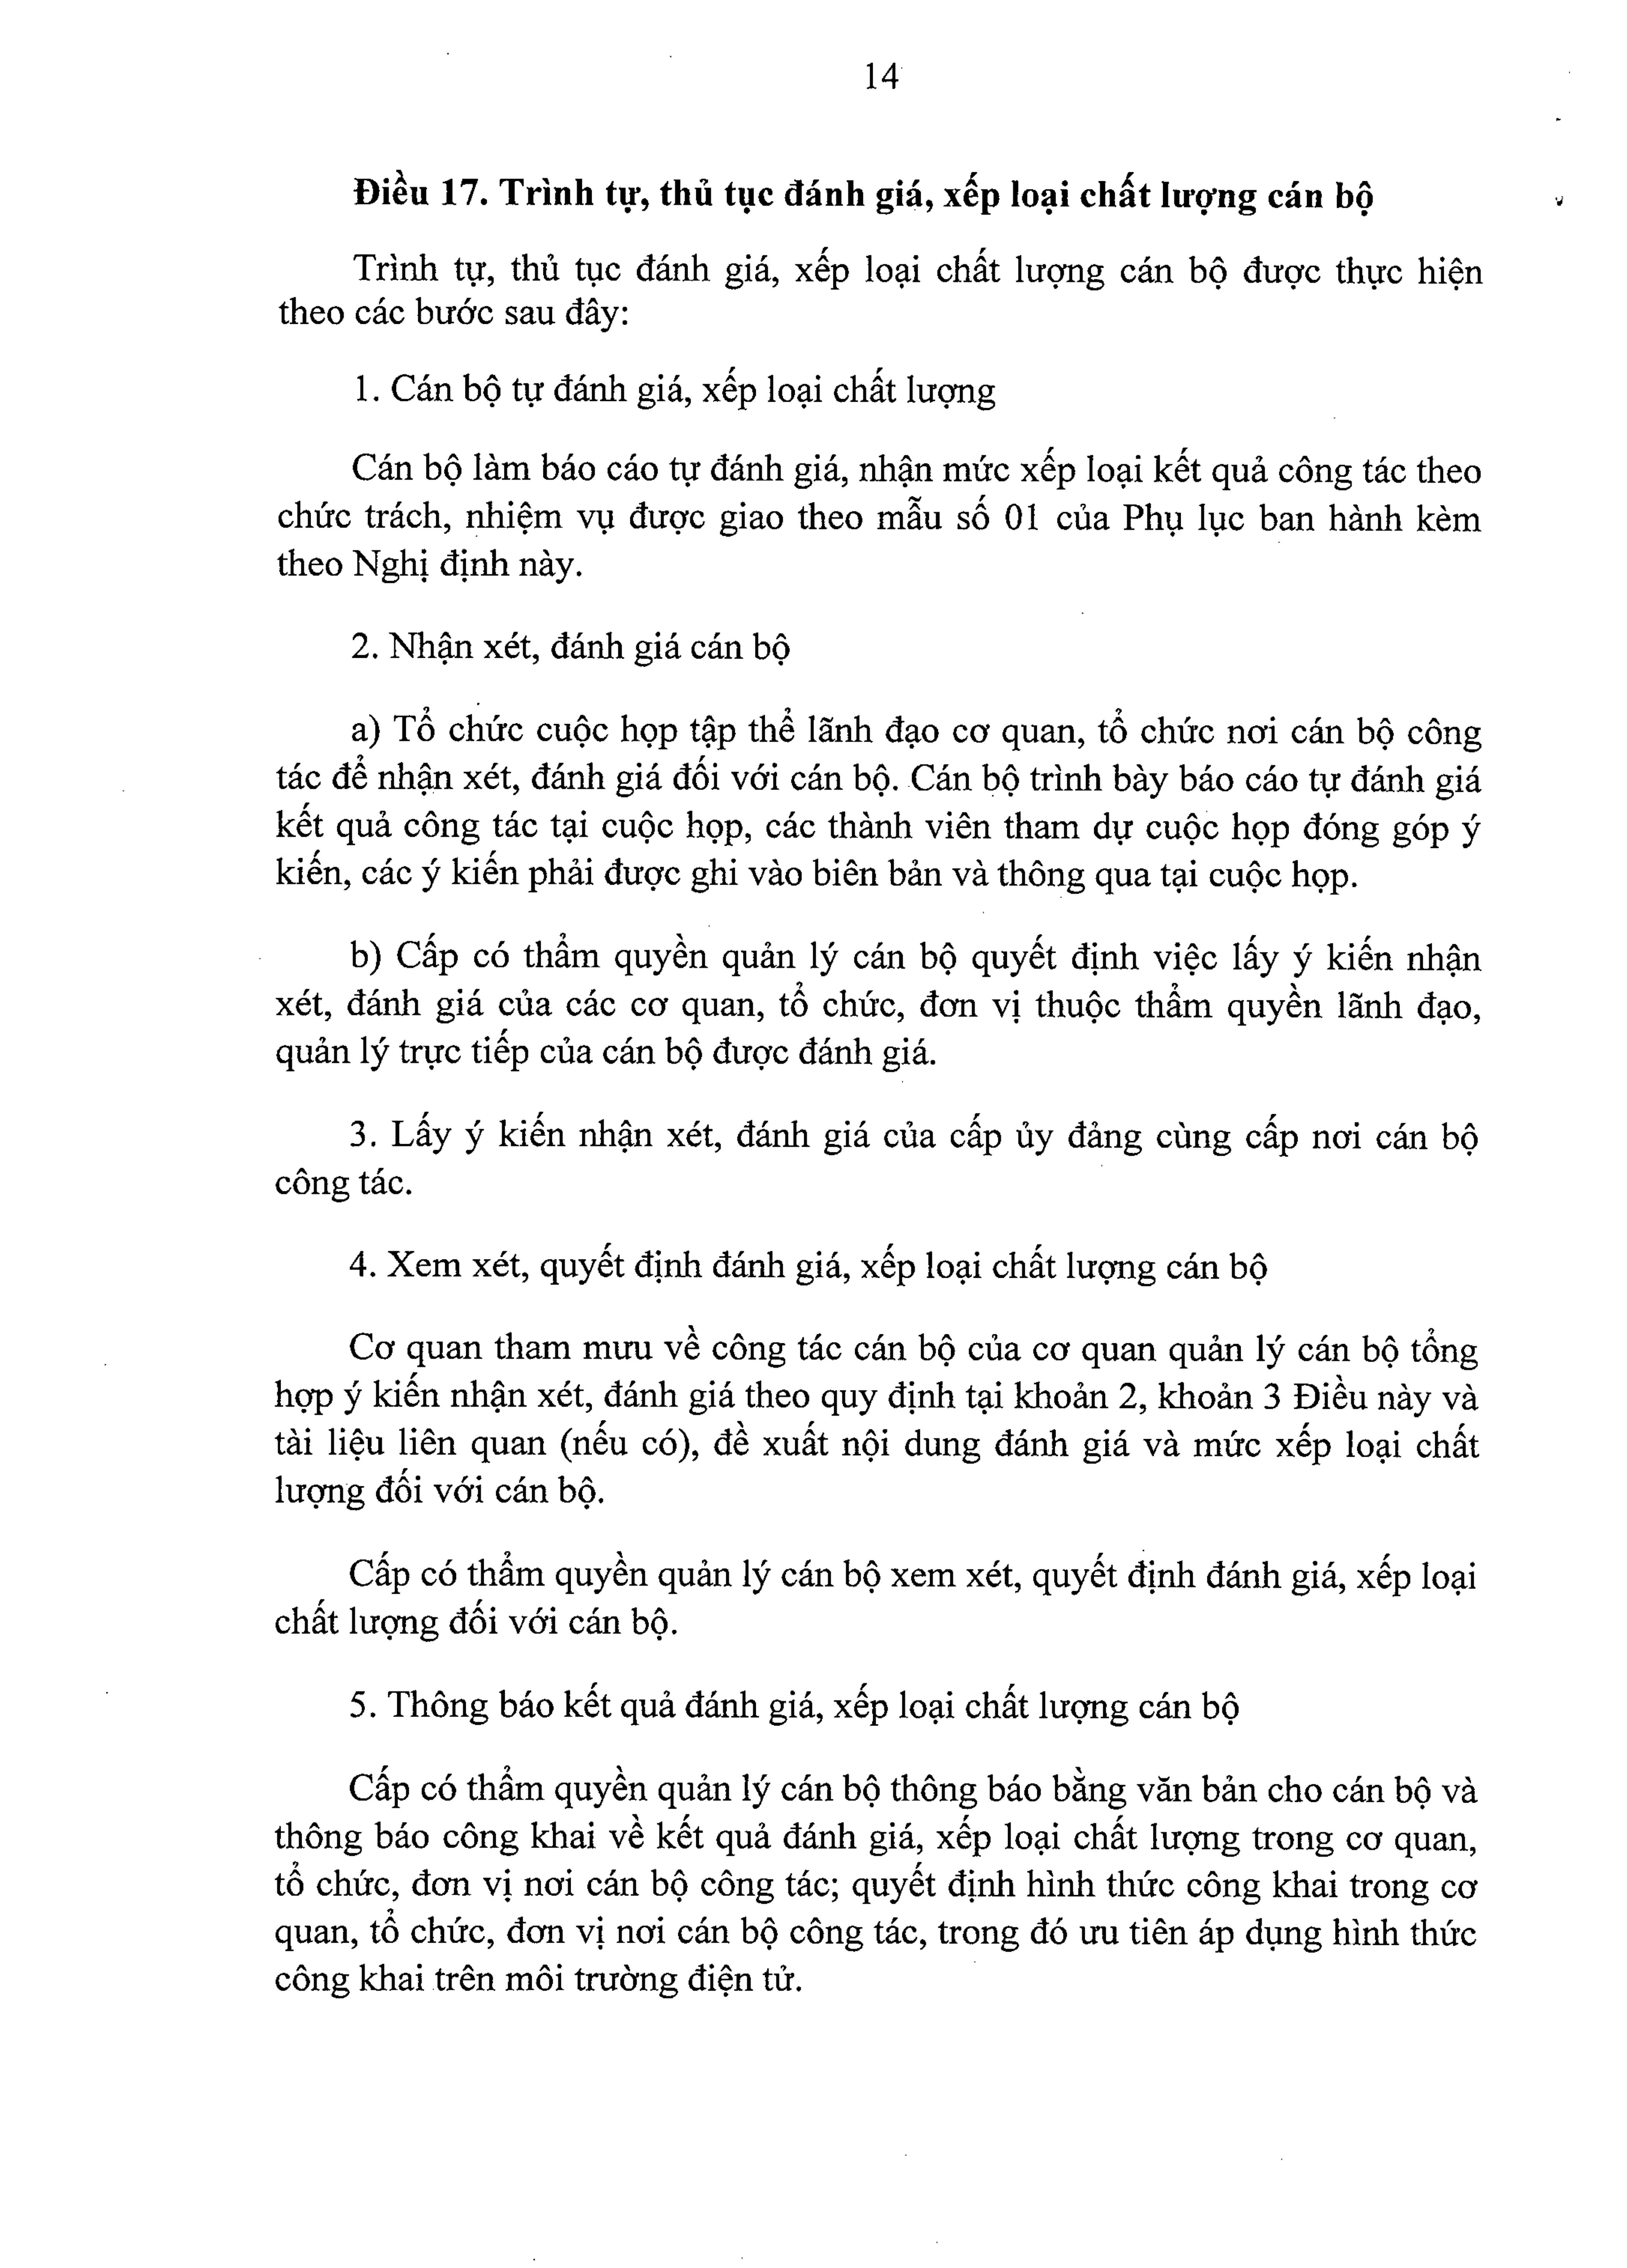 14
Điều 17. Trình tự, thủ tục đánh giá, xếp loại chất lượng cán bộ
Trình tự, thủ tục đánh giá, xếp loại chất lượng cán bộ được thực hiện
theo các bước sau đây:
1. Cán bộ tự đánh giá, xếp loại chất lượng
Cán bộ làm báo cáo tự đánh giá, nhận mức xếp loại kết quả công tác theo
chức trách, nhiệm vụ được giao theo mẫu số 01 của Phụ lục ban hành kèm
theo Nghị định này.
2. Nhận xét, đánh giá cán bộ
a) Tổ chức cuộc họp tập thể lãnh đạo cơ quan, tổ chức nơi cán bộ công
tác để nhận xét, đánh giá đối với cán bộ. Cán bộ trình bày báo cáo tự đánh giá
kết quả công tác tại cuộc họp, các thành viên tham dự cuộc họp đóng góp ý
kiến, các ý kiến phải được ghi vào biên bản và thông qua tại cuộc họp.
b) Cấp có thẩm quyền quản lý cán bộ quyết định việc lấy ý kiến nhận
xét, đánh giá của các cơ quan, tổ chức, đơn vị thuộc thẩm quyền lãnh đạo,
quản lý trực tiếp của cán bộ được đánh giá.
3. Lấy ý kiến nhận xét, đánh giá của cấp ủy đảng cùng cấp nơi cán bộ
công tác.
4. Xem xét, quyết định đánh giá, xếp loại chất lượng cán bộ
Cơ quan tham mưu về công tác cán bộ của cơ quan quản lý cán bộ tổng
hợp ý kiến nhận xét, đánh giá theo quy định tại khoản 2, khoản 3 Điều này và
tài liệu liên quan (nếu có), đề xuất nội dung đánh giá và mức xếp loại chất
lượng đối với cán bộ.
Cấp có thẩm quyền quản lý cán bộ xem xét, quyết định đánh giá, xếp loại
chất lượng đối với cán bộ.
5. Thông báo kết quả đánh giá, xếp loại chất lượng cán bộ
Cấp có thẩm quyền quản lý cán bộ thông báo bằng văn bản cho cán bộ và
thông báo công khai về kết quả đánh giá, xếp loại chất lượng trong cơ quan,
tổ chức, đơn vị nơi cán bộ công tác; quyết định hình thức công khai trong cơ
quan, tổ chức, đơn vị nơi cán bộ công tác, trong đó ưu tiên áp dụng hình thức
công khai trên môi trường điện tử.